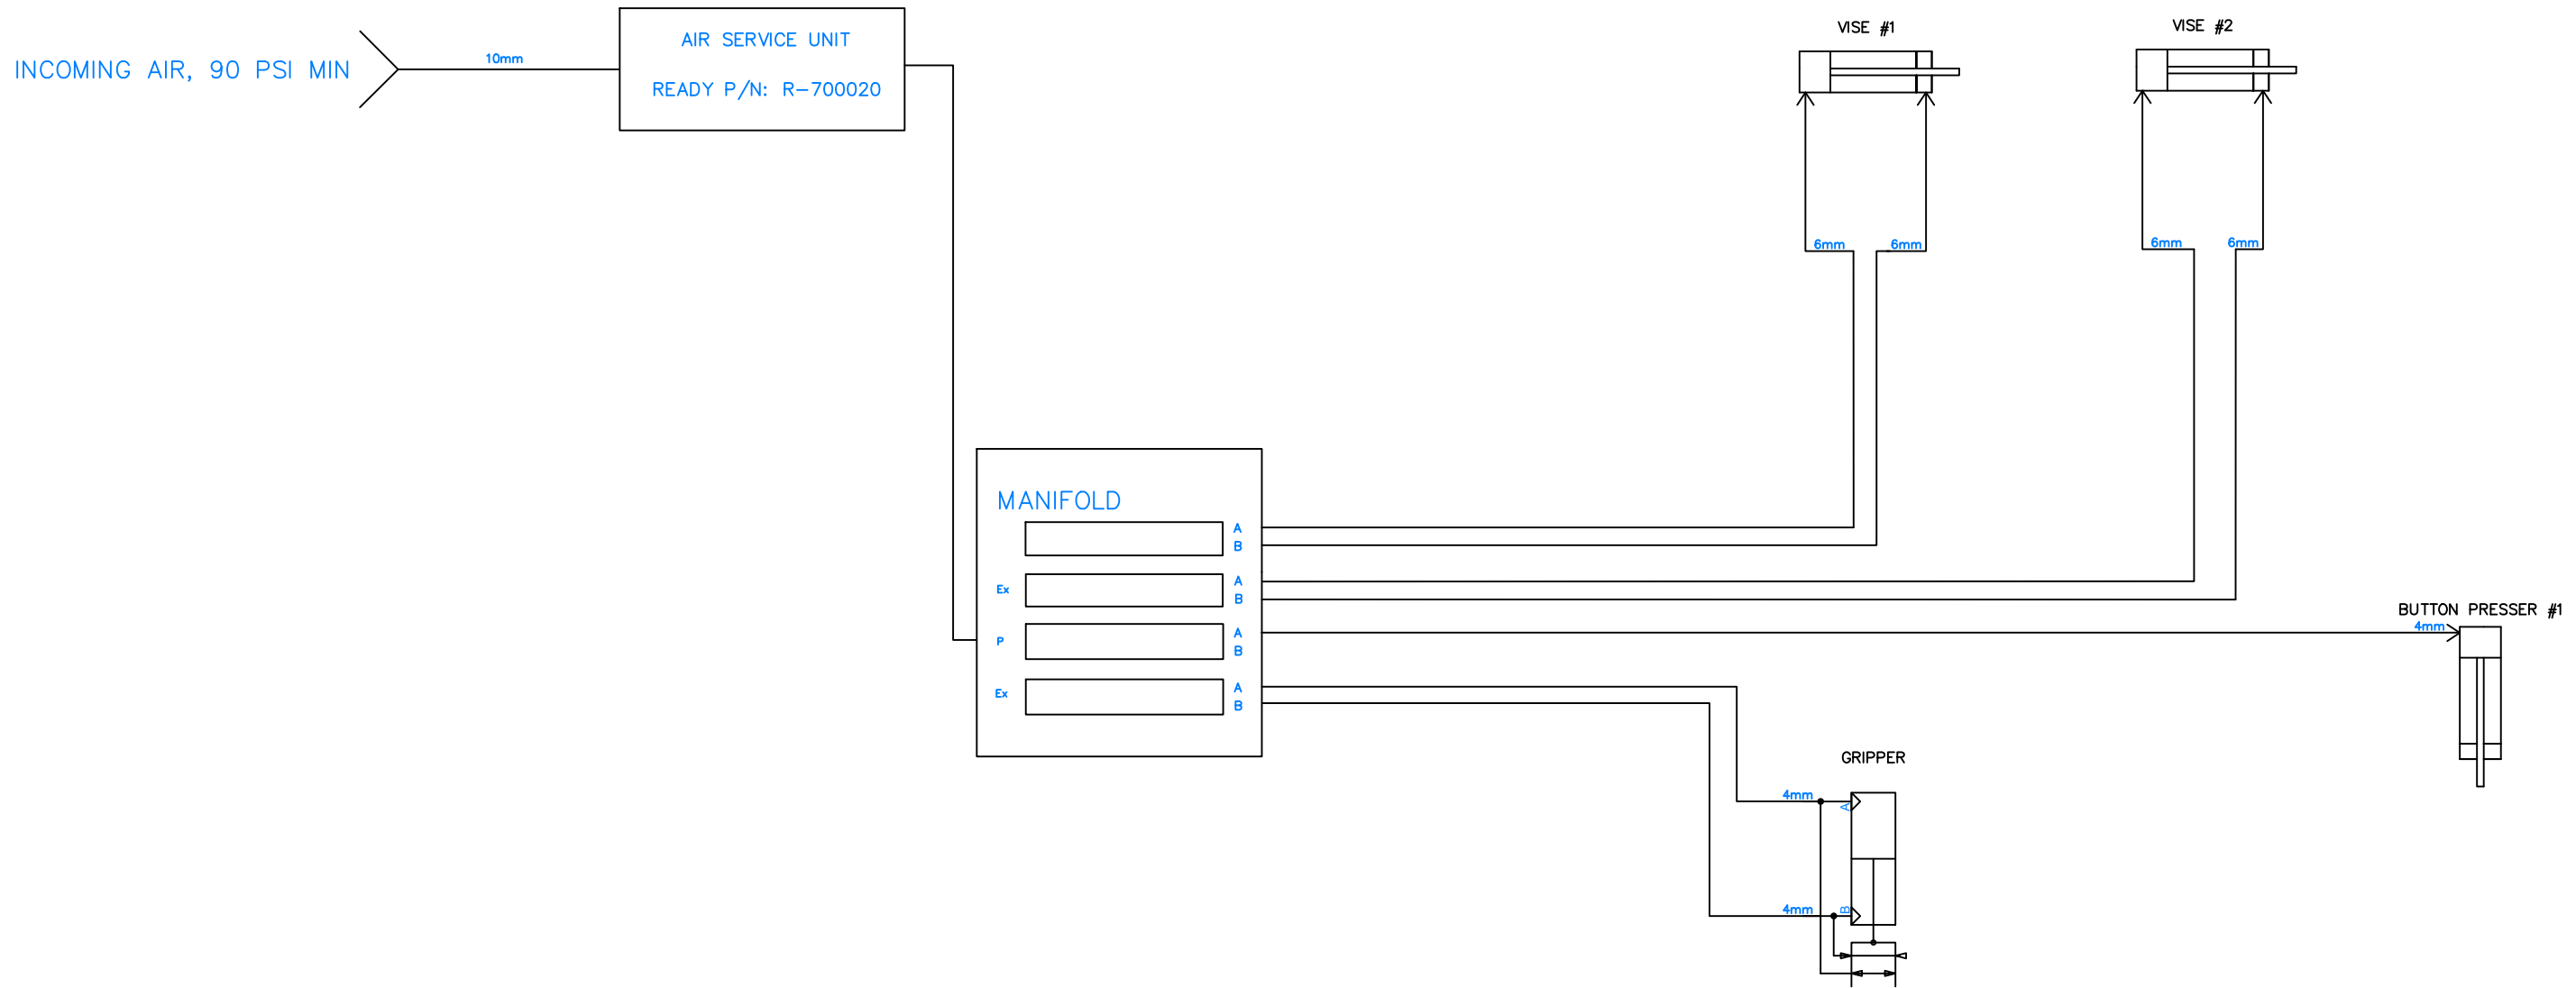 INCOMING AIR, 90 PSI MIN
10mm
AIR SERVICE UNIT
READY P/N: R-700020
VISE #1
6mm
6mm
VISE #2
6mm
6mm
MANIFOLD
A
B
Ex
A
B
P
A
B
Ex
A
B
BUTTON PRESSER #1
4mm
GRIPPER
4mm
A
4mm
B